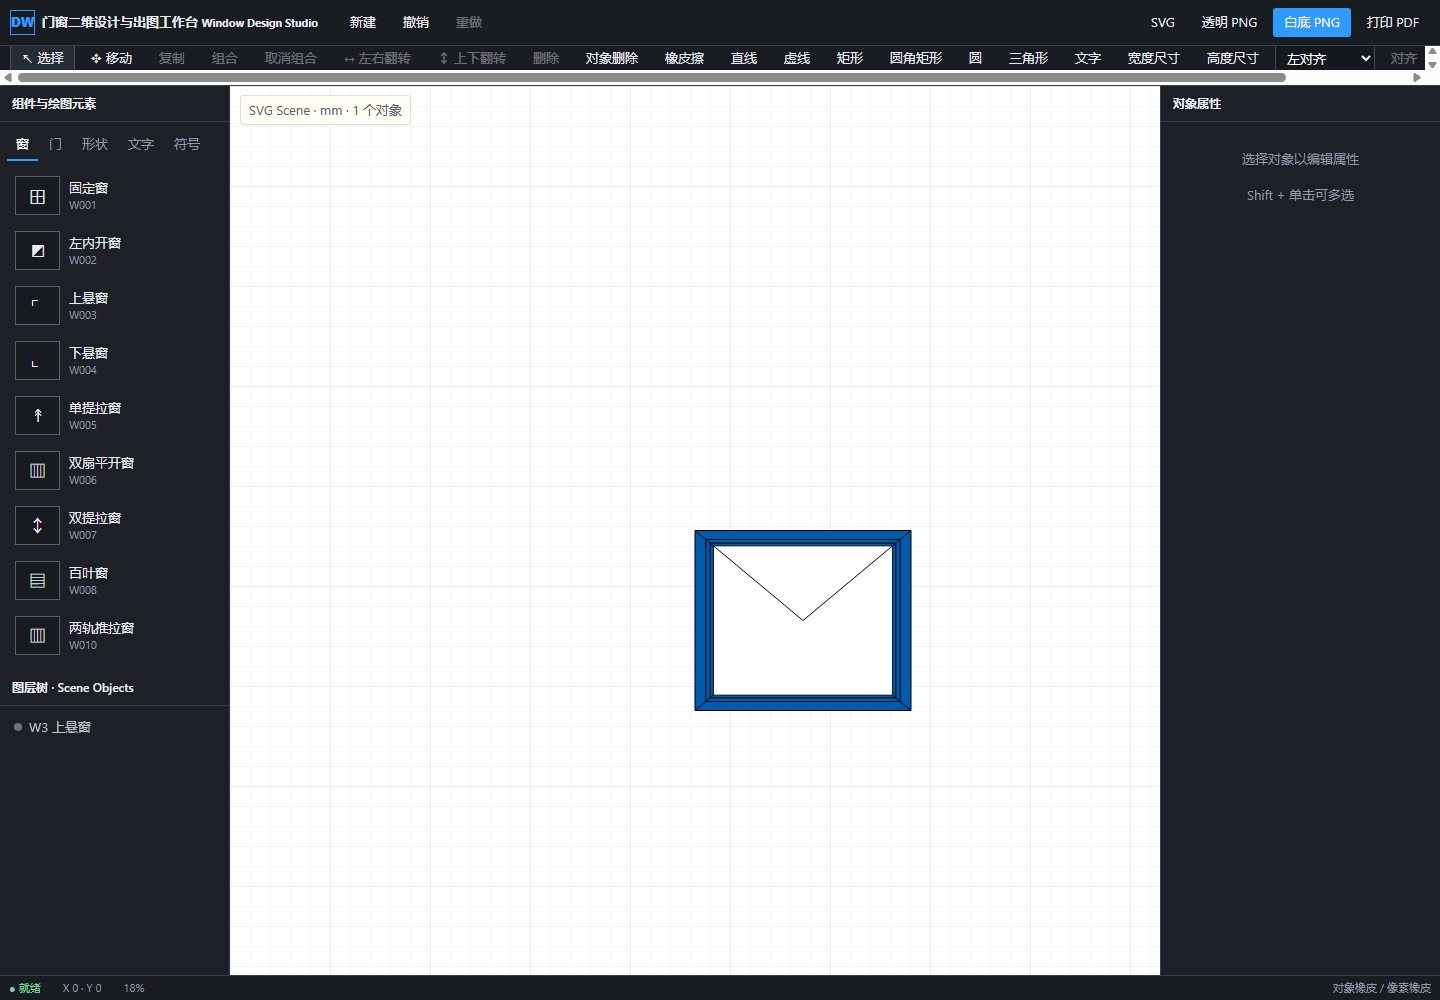 DW 门窗二维设计与出图工作台 Window Design Studio 新建 撤销 重做 SVG 透明 PNG 白底 PNG 打印 PDF
↖ 选择 ✥ 移动 复制 组合 取消组合 ↔ 左右翻转 ↕ 上下翻转 删除 对象删除 橡皮擦 直线 虚线 矩形 圆角矩形 圆 三角形 文字 宽度尺寸 高度尺寸 左对齐 对齐
组件与绘图元素
窗 门 形状 文字 符号
固定窗
W001
左内开窗
W002
上悬窗
W003
下悬窗
W004
单提拉窗
W005
双扇平开窗
W006
双提拉窗
W007
百叶窗
W008
两轨推拉窗
W010
图层树 · Scene Objects
W3 上悬窗
SVG Scene · mm · 1 个对象
对象属性
选择对象以编辑属性
Shift + 单击可多选
● 就绪 X 0 · Y 0 18% 对象橡皮 / 像素橡皮